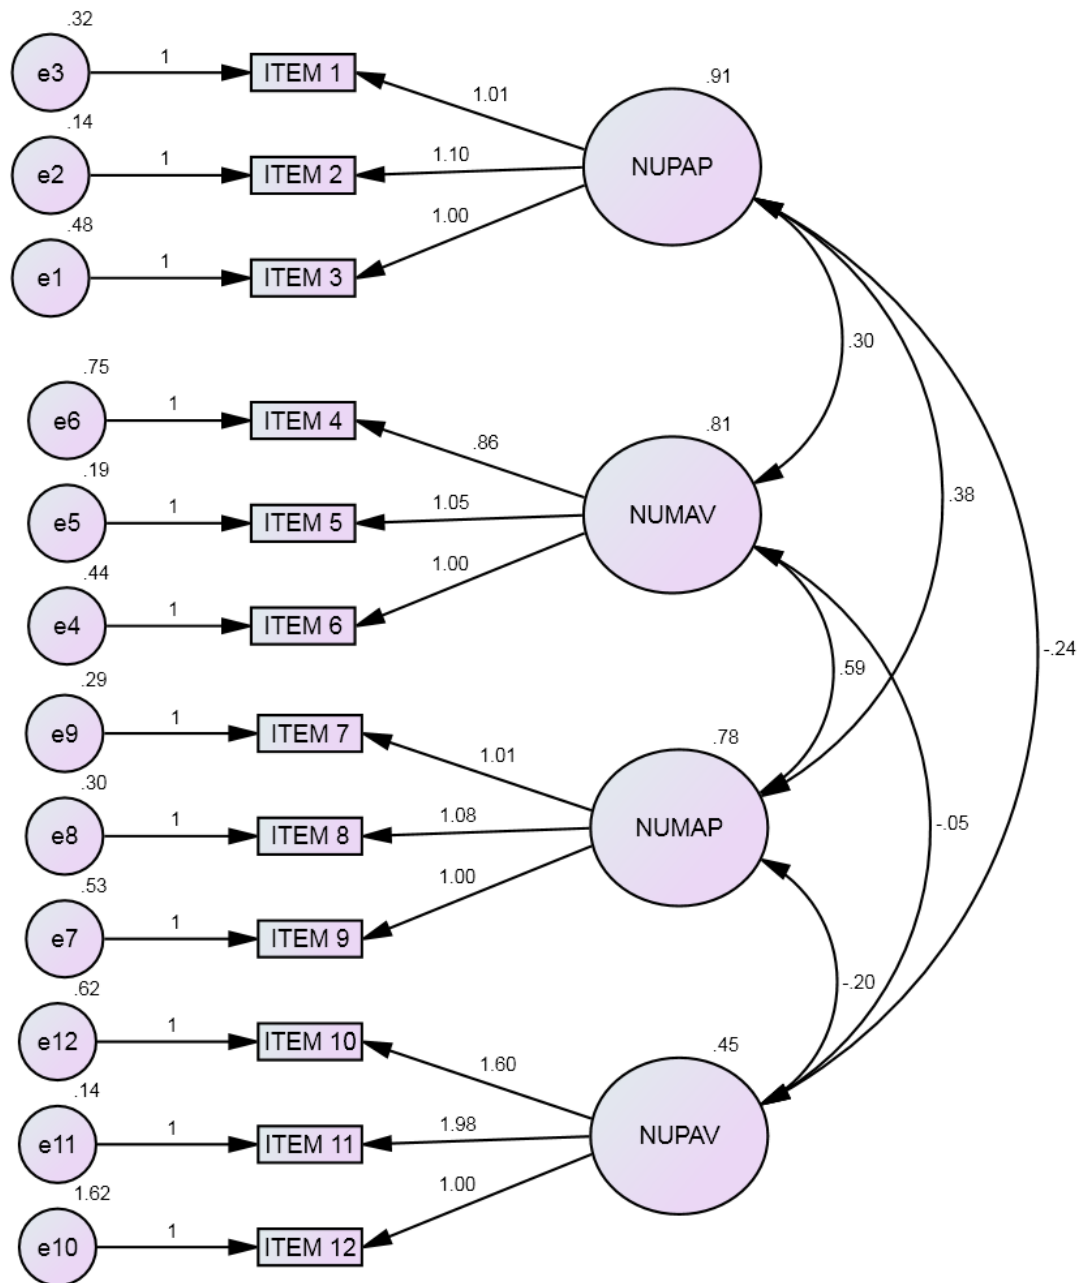 .32
e3
1
ITEM 1
1.01
.91
NUPAP
.14
e2
1
ITEM 2
1.10
.48
e1
1
ITEM 3
1.00
.30
.75
e6
1
ITEM 4
.86
.81
NUMAV
.38
.19
e5
1
ITEM 5
1.05
.44
e4
1
ITEM 6
1.00
-.24
.59
.29
e9
1
ITEM 7
1.01
.78
NUMAP
-.05
.30
e8
1
ITEM 8
1.08
.53
e7
1
ITEM 9
1.00
-.20
.62
e12
1
ITEM 10
1.60
.45
NUPAV
.14
e11
1
ITEM 11
1.98
1.62
e10
1
ITEM 12
1.00